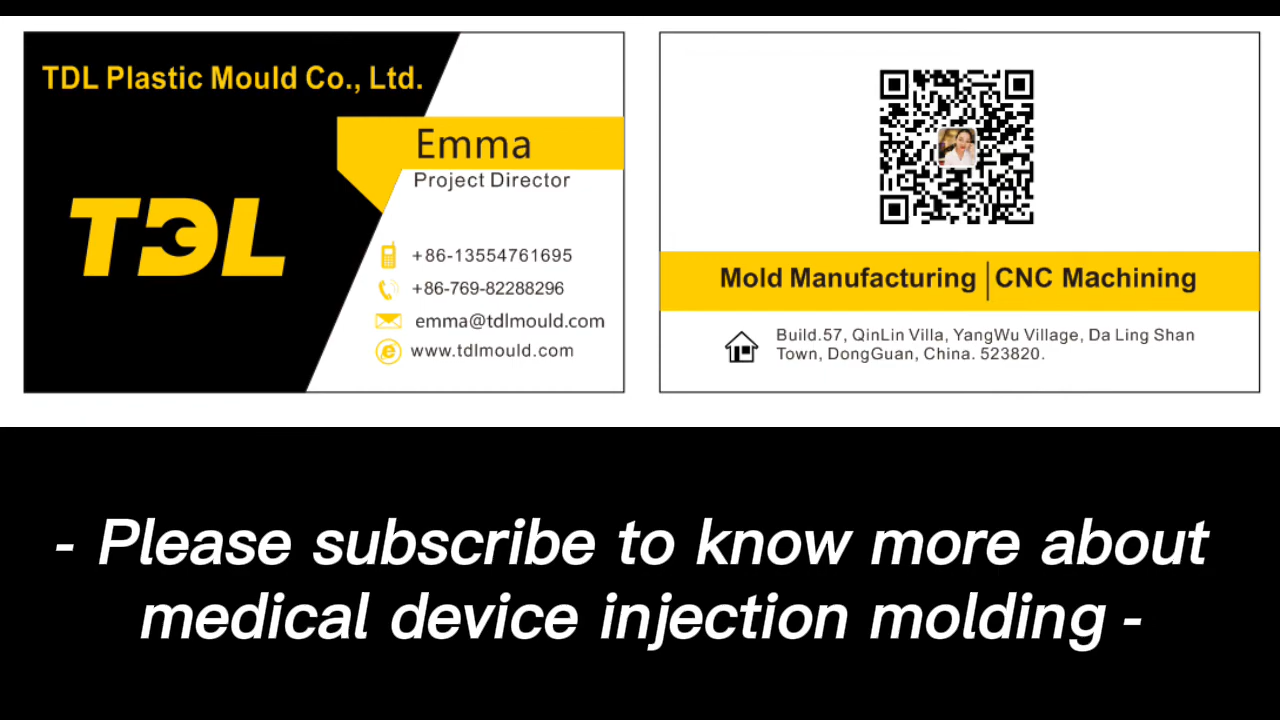 TDL Plastic Mould Co., Ltd.
Emma
Project Director
TDL
+86-13554761695
+86-769-82288296
emma@tdlmould.com
www.tdlmould.com
Mold Manufacturing | CNC Machining
Build.57, QinLin Villa, YangWu Village, Da Ling Shan
Town, DongGuan, China. 523820.
- Please subscribe to know more about
medical device injection molding -